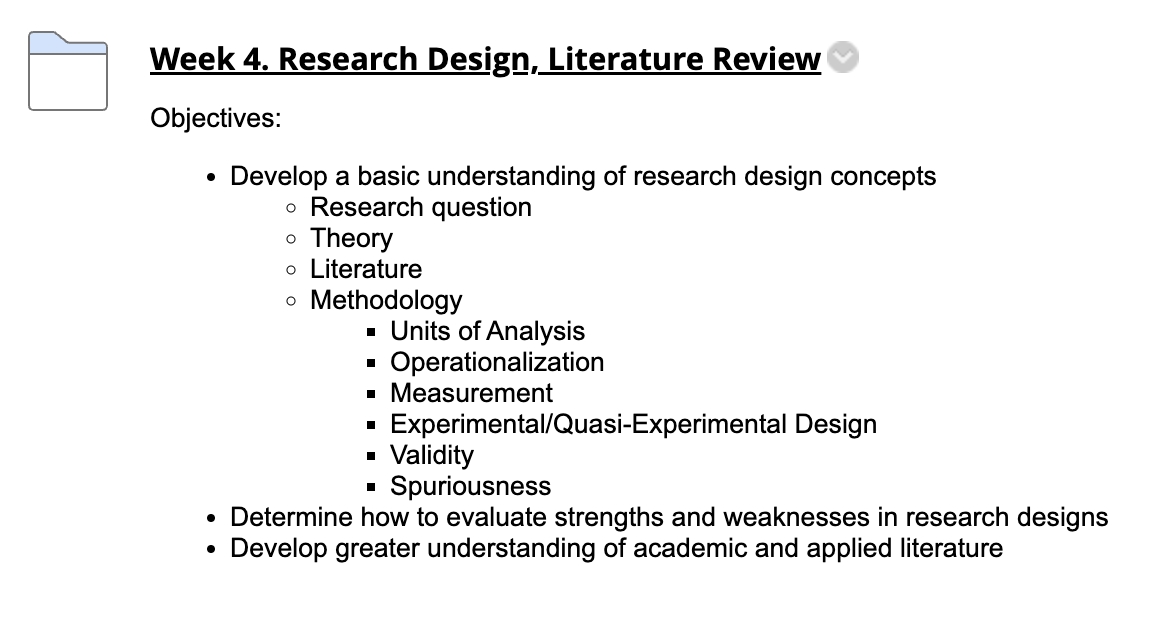 Week 4. Research Design, Literature Review
Objectives:
• Develop a basic understanding of research design concepts
◦ Research question
◦ Theory
◦ Literature
◦ Methodology
▪ Units of Analysis
▪ Operationalization
▪ Measurement
▪ Experimental/Quasi-Experimental Design
▪ Validity
▪ Spuriousness
• Determine how to evaluate strengths and weaknesses in research designs
• Develop greater understanding of academic and applied literature